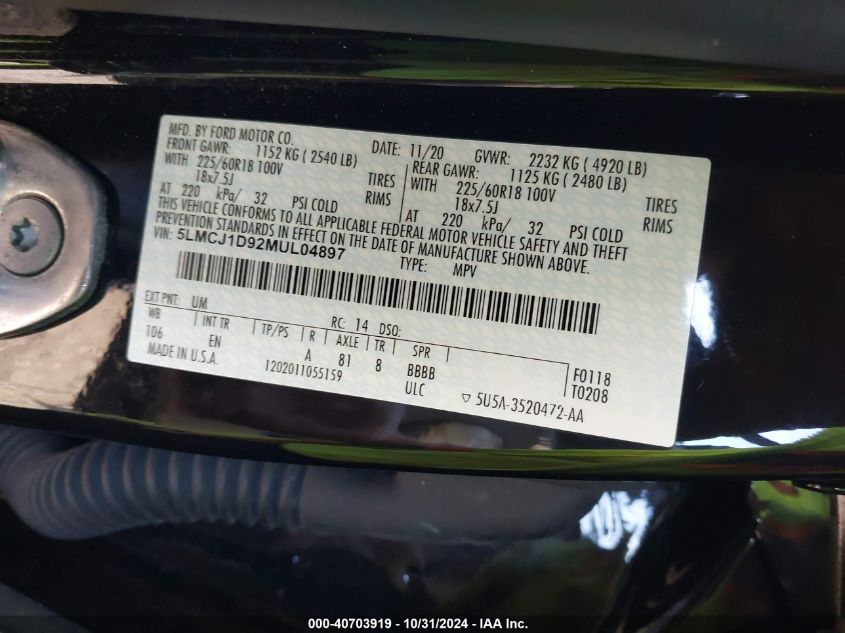 MFD. BY FORD MOTOR CO. DATE: 11/20 GVWR: 2232 KG ( 4920 LB)
FRONT GAWR: 1152 KG ( 2540 LB) REAR GAWR: 1125 KG ( 2480 LB)
WITH 225/60R18 100V TIRES WITH 225/60R18 100V TIRES
18x7.5J RIMS 18x7.5J RIMS
AT 220 kPa/ 32 PSI COLD AT 220 kPa/ 32 PSI COLD
THIS VEHICLE CONFORMS TO ALL APPLICABLE FEDERAL MOTOR VEHICLE SAFETY AND THEFT
PREVENTION STANDARDS IN EFFECT ON THE DATE OF MANUFACTURE SHOWN ABOVE.
VIN: 5LMCJ1D92MUL04897 TYPE: MPV
EXT PNT: UM RC: 14 DSO:
WB INT TR TP/PS R AXLE TR SPR
106 EN A 81 8 BBBB F0118
MADE IN U.S.A. 1202011055159 ULC T0208
▽ 5U5A-3520472-AA
000-40703919 - 10/31/2024 - IAA Inc.